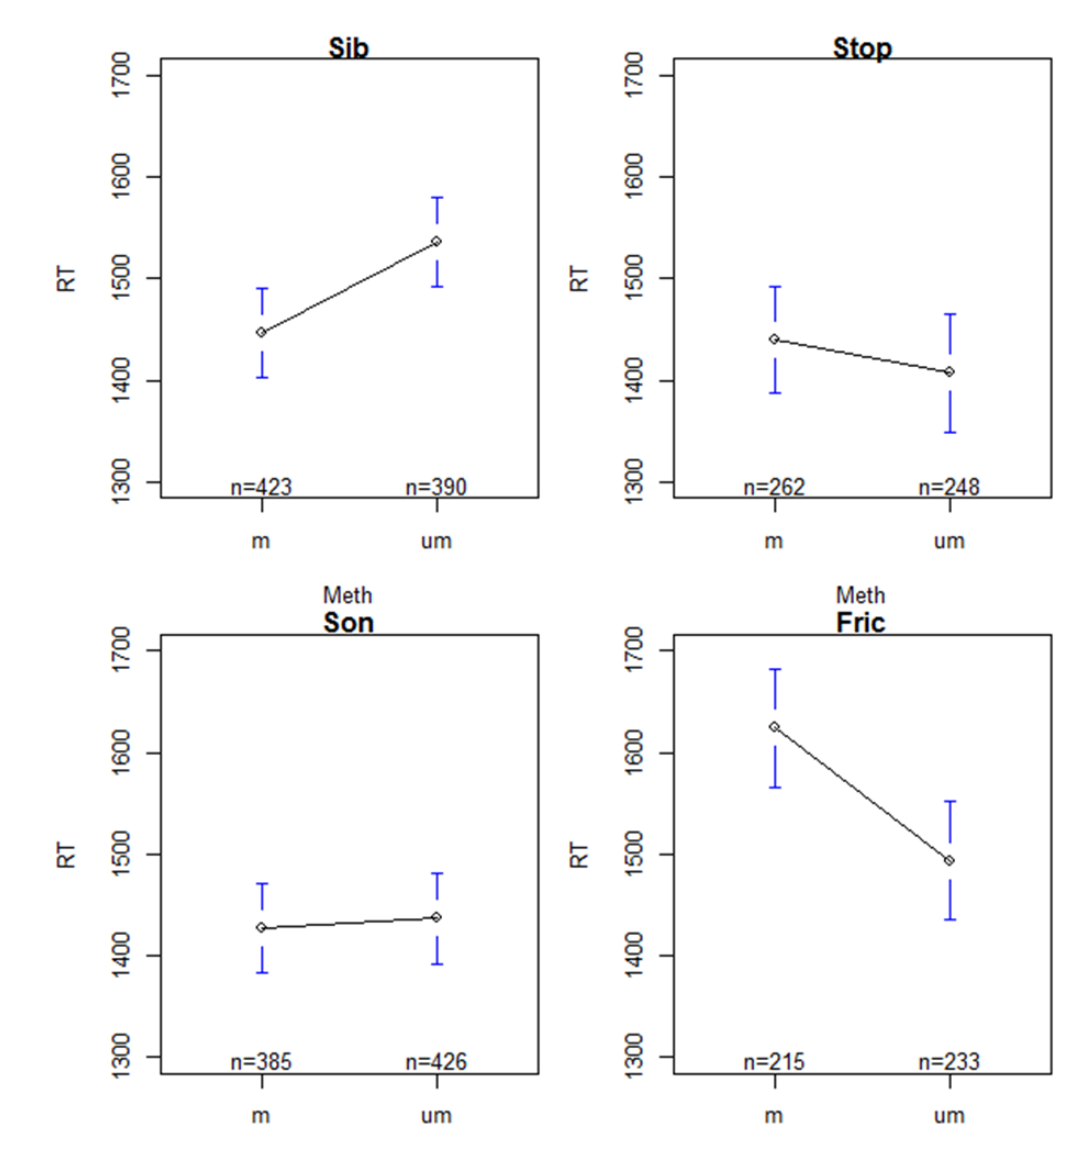 Sib
Stop
1700
1600
1500
1400
1300
RT
n=423
n=390
m
um
Meth
1700
1600
1500
1400
1300
RT
n=262
n=248
m
um
Meth
Son
Fric
1700
1600
1500
1400
1300
RT
n=385
n=426
m
um
1700
1600
1500
1400
1300
RT
n=215
n=233
m
um